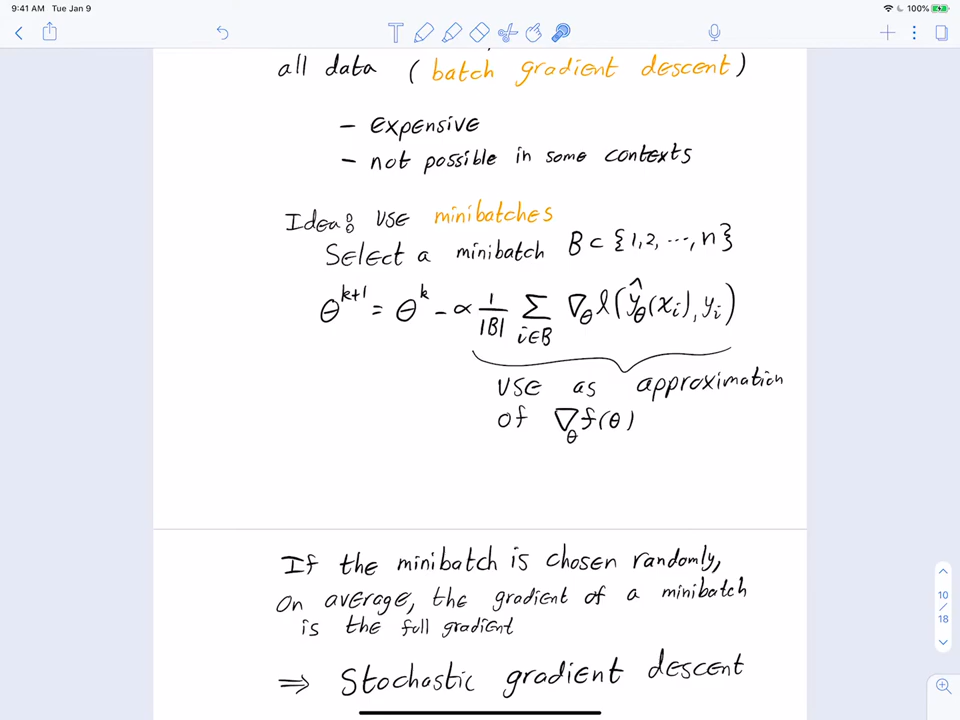 9:41 AM Tue Jan 9
100%
all data (batch gradient descent)
- expensive
- not possible in some contexts
Idea: use minibatches
Select a minibatch B ⊂ {1,2, ..., n}
θ^{k+1} = θ^k - α 1/|B| ∑_{i∈B} ∇_θ l(ŷ_θ(x_i), y_i)
use as approximation
of ∇_θ f(θ)
10
/
18
If the minibatch is chosen randomly,
on average, the gradient of a minibatch
is the full gradient
⇒ Stochastic gradient descent